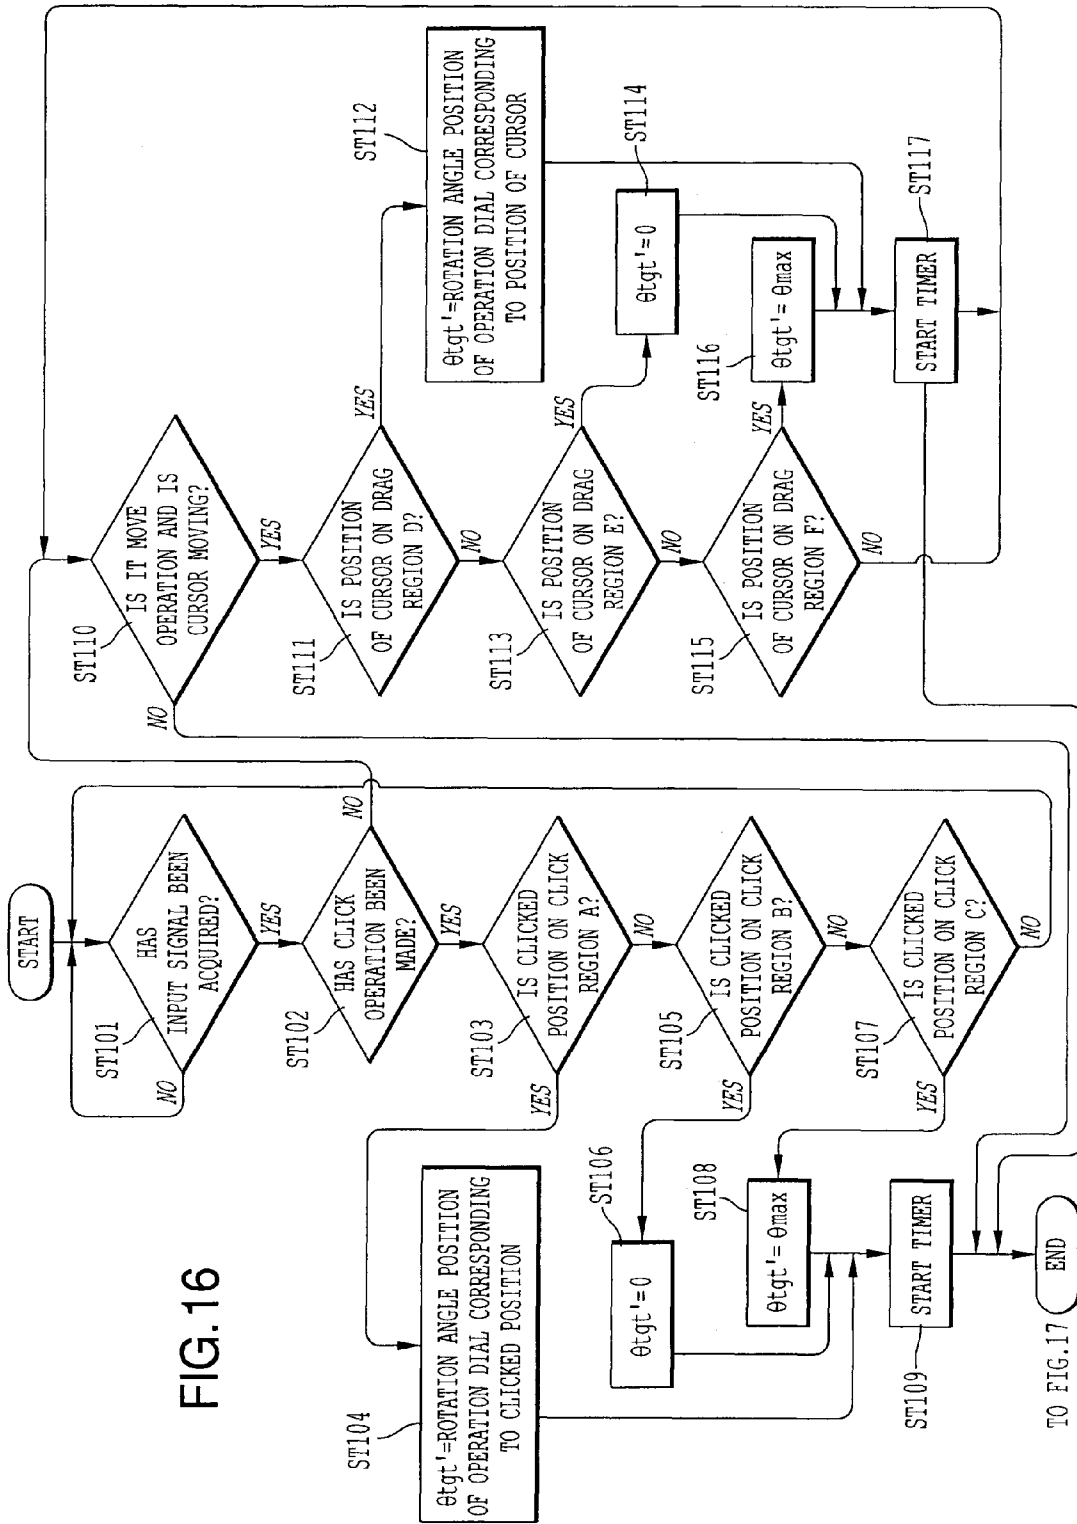 FIG.16
START
HAS
INPUT SIGNAL BEEN
ACQUIRED?
ST101
NO
YES
HAS CLICK
OPERATION BEEN
MADE?
ST102
NO
YES
IS CLICKED
POSITION ON CLICK
REGION A?
ST103
YES
NO
θtgt'=ROTATION ANGLE POSITION
OF OPERATION DIAL CORRESPONDING
TO CLICKED POSITION
ST104
IS CLICKED
POSITION ON CLICK
REGION B?
ST105
YES
NO
θtgt'=0
ST106
IS CLICKED
POSITION ON CLICK
REGION C?
ST107
YES
NO
θtgt'=θmax
ST108
START TIMER
ST109
TO FIG.17
END
IS IT MOVE
OPERATION AND IS
CURSOR MOVING?
ST110
NO
YES
IS POSITION
OF CURSOR ON DRAG
REGION D?
ST111
YES
NO
θtgt'=ROTATION ANGLE POSITION
OF OPERATION DIAL CORRESPONDING
TO POSITION OF CURSOR
ST112
IS POSITION
OF CURSOR ON DRAG
REGION E?
ST113
YES
NO
θtgt'=0
ST114
IS POSITION
OF CURSOR ON DRAG
REGION F?
ST115
YES
NO
θtgt'=θmax
ST116
START TIMER
ST117